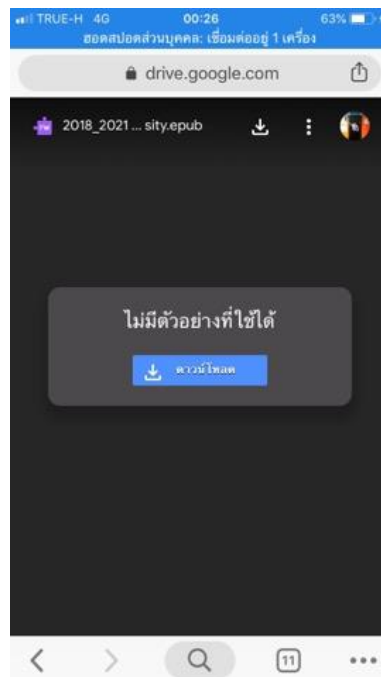 TRUE-H 4G 00:26 63%
ฮอตสปอตส่วนบุคคล: เชื่อมต่ออยู่ 1 เครื่อง
drive.google.com
2018_2021 ... sity.epub
ไม่มีตัวอย่างที่ใช้ได้
ดาวน์โหลด
11